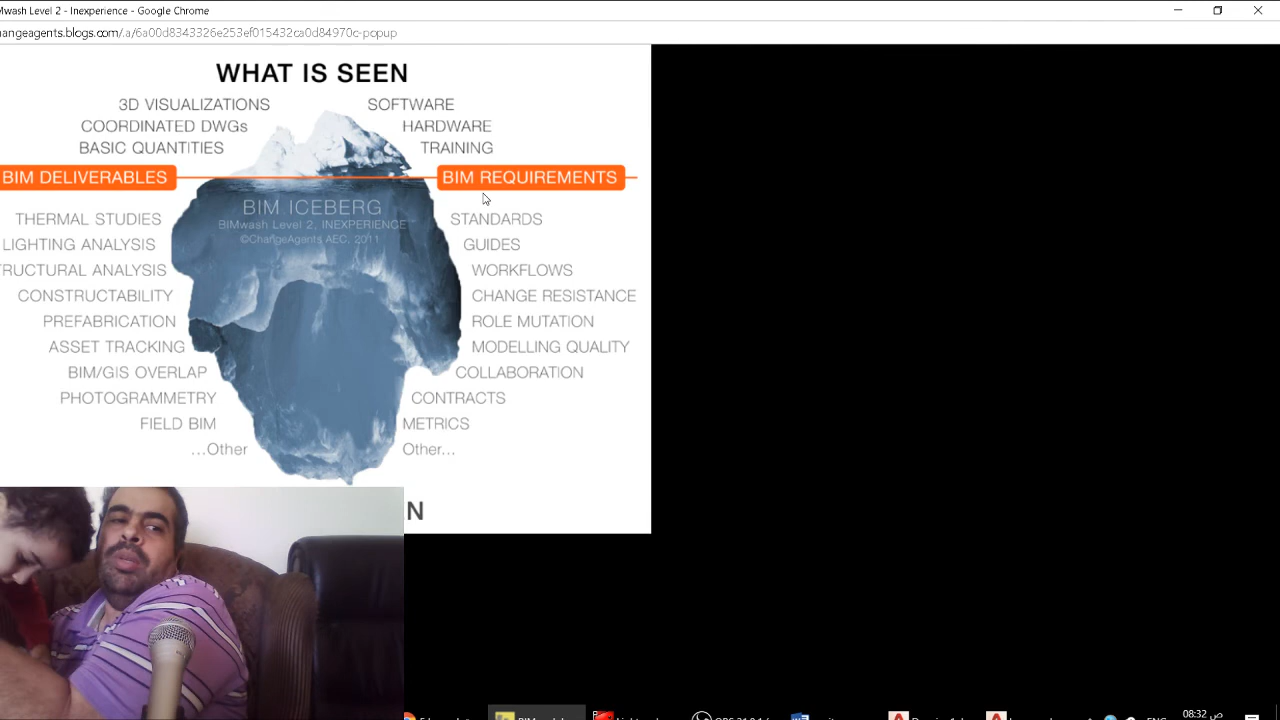 Mwash Level 2 - Inexperience - Google Chrome
hangeagents.blogs.com/.a/6a00d8343326e253ef015432ca0d84970c-popup
WHAT IS SEEN
3D VISUALIZATIONS
COORDINATED DWGs
BASIC QUANTITIES
SOFTWARE
HARDWARE
TRAINING
BIM DELIVERABLES
BIM REQUIREMENTS
BIM ICEBERG
BIMwash Level 2, INEXPERIENCE™
©ChangeAgents AEC, 2011
THERMAL STUDIES
LIGHTING ANALYSIS
TRUCTURAL ANALYSIS
CONSTRUCTABILITY
PREFABRICATION
ASSET TRACKING
BIM/GIS OVERLAP
PHOTOGRAMMETRY
FIELD BIM
...Other
STANDARDS
GUIDES
WORKFLOWS
CHANGE RESISTANCE
ROLE MUTATION
MODELLING QUALITY
COLLABORATION
CONTRACTS
METRICS
Other...
N
08:32 ص